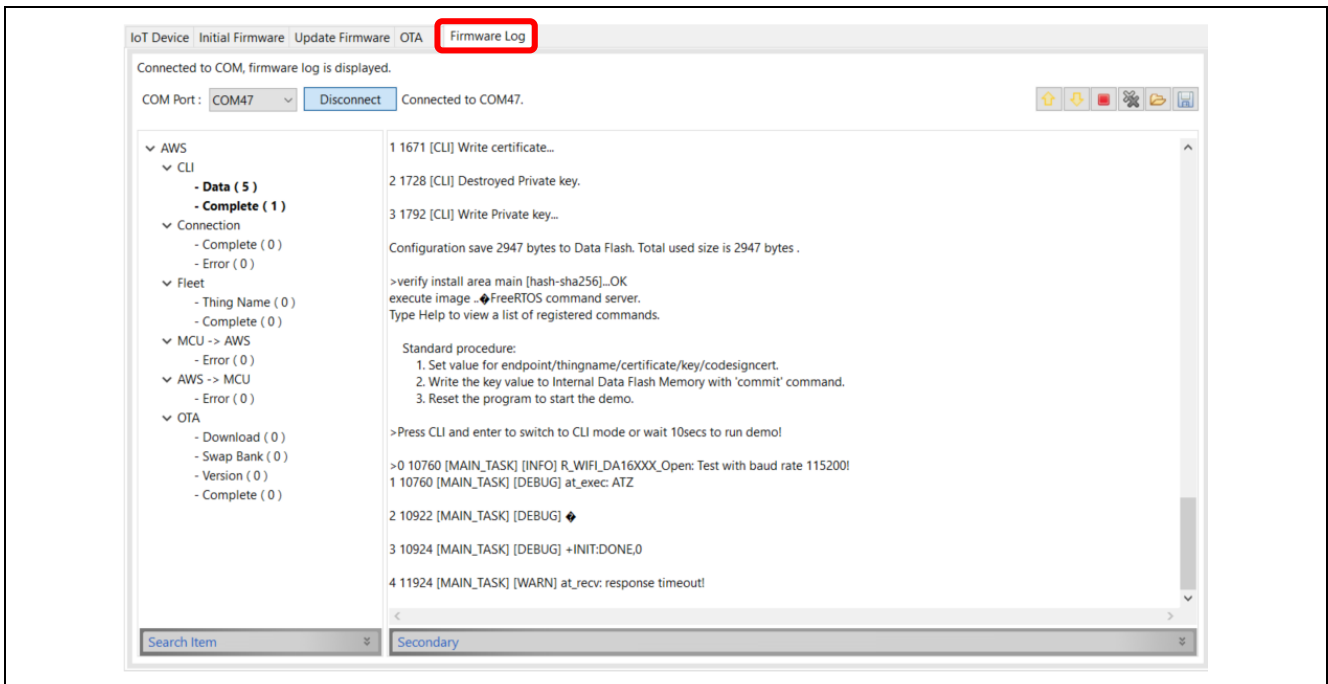 IoT Device Initial Firmware Update Firmware OTA Firmware Log
Connected to COM, firmware log is displayed.
COM Port : COM47 Disconnect Connected to COM47.
AWS
CLI
- Data ( 5 )
- Complete ( 1 )
Connection
- Complete ( 0 )
- Error ( 0 )
Fleet
- Thing Name ( 0 )
- Complete ( 0 )
MCU -> AWS
- Error ( 0 )
AWS -> MCU
- Error ( 0 )
OTA
- Download ( 0 )
- Swap Bank ( 0 )
- Version ( 0 )
- Complete ( 0 )
Search Item
1 1671 [CLI] Write certificate...
2 1728 [CLI] Destroyed Private key.
3 1792 [CLI] Write Private key...
Configuration save 2947 bytes to Data Flash. Total used size is 2947 bytes .
>verify install area main [hash-sha256]...OK
execute image ..�FreeRTOS command server.
Type Help to view a list of registered commands.
Standard procedure:
1. Set value for endpoint/thingname/certificate/key/codesigncert.
2. Write the key value to Internal Data Flash Memory with 'commit' command.
3. Reset the program to start the demo.
>Press CLI and enter to switch to CLI mode or wait 10secs to run demo!
>0 10760 [MAIN_TASK] [INFO] R_WIFI_DA16XXX_Open: Test with baud rate 115200!
1 10760 [MAIN_TASK] [DEBUG] at_exec: ATZ
2 10922 [MAIN_TASK] [DEBUG] �
3 10924 [MAIN_TASK] [DEBUG] +INIT:DONE,0
4 11924 [MAIN_TASK] [WARN] at_recv: response timeout!
Secondary